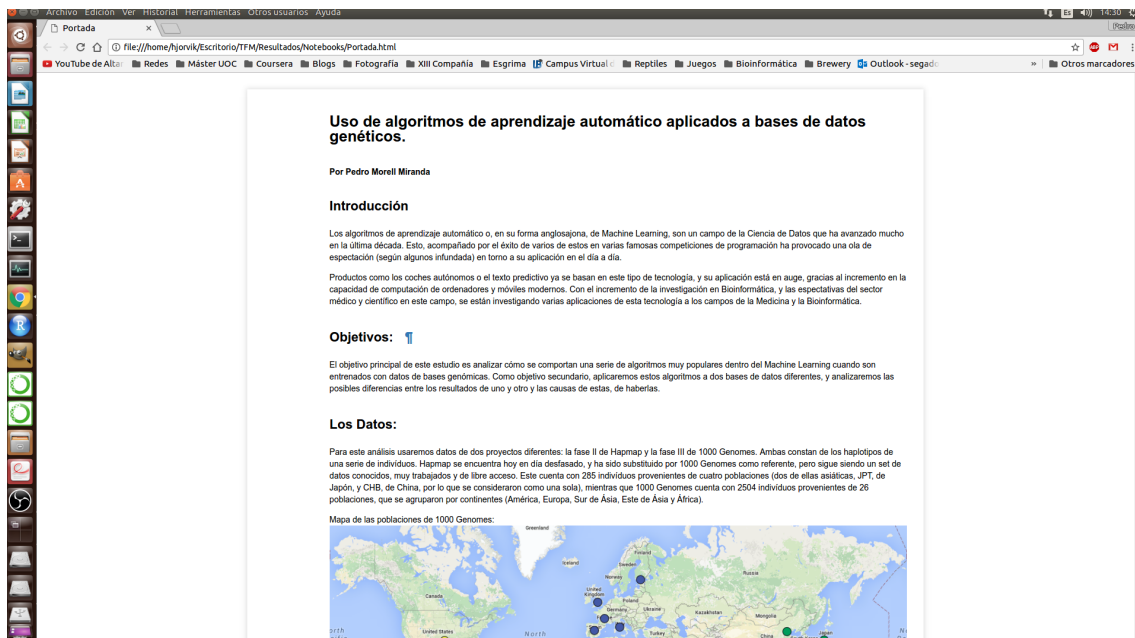 Archivo Edición Ver Historial Herramientas Otros usuarios Ayuda
Es 14:30
Portada
Pedro
file:///home/hjorvik/Escritorio/TFM/Resultados/Notebooks/Portada.html
YouTube de Alta Redes Máster UOC Coursera Blogs Fotografía XIII Compañía Esgrima Campus Virtual Reptiles Juegos Bioinformática Brewery Outlook - segad Otros marcadores
Uso de algoritmos de aprendizaje automático aplicados a bases de datos
genéticos.
Por Pedro Morell Miranda
Introducción
Los algoritmos de aprendizaje automático o, en su forma anglosajona, de Machine Learning, son un campo de la Ciencia de Datos que ha avanzado mucho
en la última década. Esto, acompañado por el éxito de varios de estos en varias famosas competiciones de programación ha provocado una ola de
espectación (según algunos infundada) en torno a su aplicación en el día a día.
Productos como los coches autónomos o el texto predictivo ya se basan en este tipo de tecnología, y su aplicación está en auge, gracias al incremento en la
capacidad de computación de ordenadores y móviles modernos. Con el incremento de la investigación en Bioinformática, y las espectativas del sector
médico y científico en este campo, se están investigando varias aplicaciones de esta tecnología a los campos de la Medicina y la Bioinformática.
Objetivos: ¶
El objetivo principal de este estudio es analizar cómo se comportan una serie de algoritmos muy populares dentro del Machine Learning cuando son
entrenados con datos de bases genómicas. Como objetivo secundario, aplicaremos estos algoritmos a dos bases de datos diferentes, y analizaremos las
posibles diferencias entre los resultados de uno y otro y las causas de estas, de haberlas.
Los Datos:
Para este análisis usaremos datos de dos proyectos diferentes: la fase II de Hapmap y la fase III de 1000 Genomes. Ambas constan de los haplotipos de
una serie de indivíduos. Hapmap se encuentra hoy en día desfasado, y ha sido substituido por 1000 Genomes como referente, pero sigue siendo un set de
datos conocidos, muy trabajados y de libre acceso. Este cuenta con 285 indivíduos provenientes de cuatro poblaciones (dos de ellas asiáticas, JPT, de
Japón, y CHB, de China, por lo que se consideraron como una sola), mientras que 1000 Genomes cuenta con 2504 indivíduos provenientes de 26
poblaciones, que se agruparon por continentes (América, Europa, Sur de Ásia, Este de Ásia y África).
Mapa de las poblaciones de 1000 Genomes:
Greenland
Iceland
Finland
Sweden
Norway
Russia
United
Kingdom
Canada
Poland
Germany
Ukraine
Kazakhstan
Mongolia
United States
North
Turkey
China
Japan